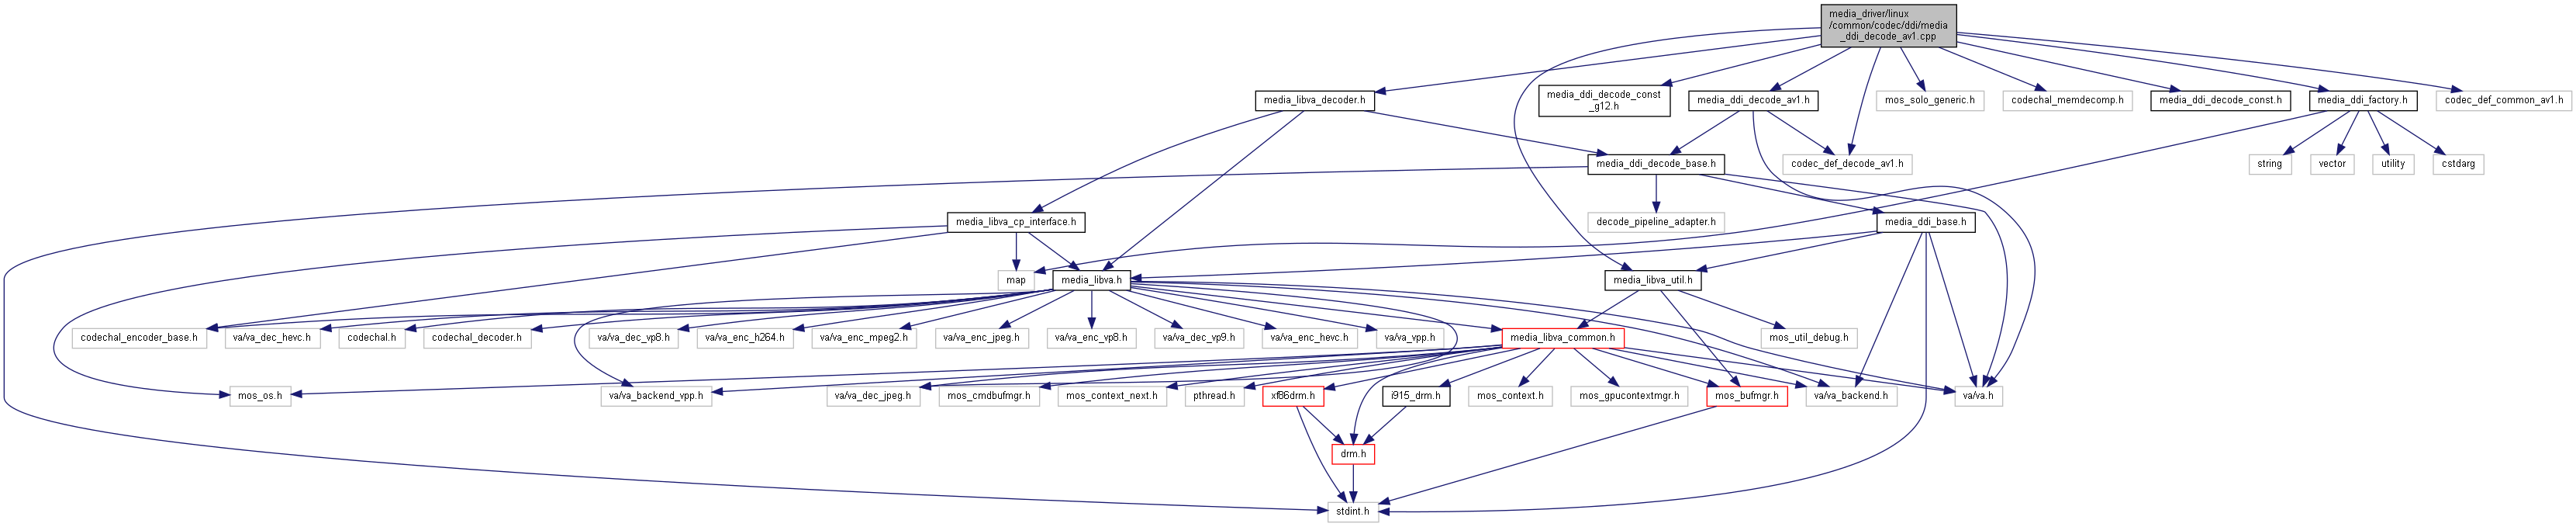 media_driver/linux
/common/codec/ddi/media
_ddi_decode_av1.cpp
media_libva_decoder.h
media_ddi_decode_const
_g12.h
media_ddi_decode_av1.h
mos_solo_generic.h
codechal_memdecomp.h
media_ddi_decode_const.h
media_ddi_factory.h
codec_def_common_av1.h
media_ddi_decode_base.h
codec_def_decode_av1.h
string
vector
utility
cstdarg
media_libva_cp_interface.h
decode_pipeline_adapter.h
media_ddi_base.h
map
media_libva.h
media_libva_util.h
codechal_encoder_base.h
va/va_dec_hevc.h
codechal.h
codechal_decoder.h
va/va_dec_vp8.h
va/va_enc_h264.h
va/va_enc_mpeg2.h
va/va_enc_jpeg.h
va/va_enc_vp8.h
va/va_dec_vp9.h
va/va_enc_hevc.h
va/va_vpp.h
media_libva_common.h
mos_util_debug.h
mos_os.h
va/va_backend_vpp.h
va/va_dec_jpeg.h
mos_cmdbufmgr.h
mos_context_next.h
pthread.h
xf86drm.h
i915_drm.h
mos_context.h
mos_gpucontextmgr.h
mos_bufmgr.h
va/va_backend.h
va/va.h
drm.h
stdint.h